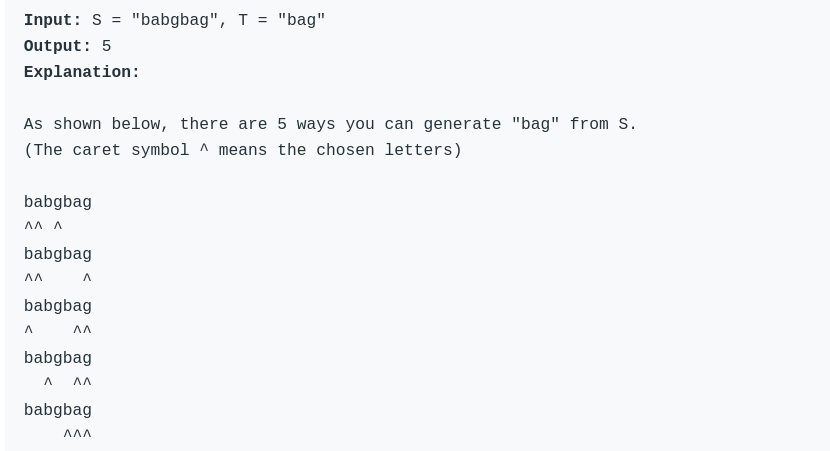 Input: S = "babgbag", T = "bag"
Output: 5
Explanation:
As shown below, there are 5 ways you can generate "bag" from S.
(The caret symbol ^ means the chosen letters)
babgbag
^^ ^
babgbag
^^    ^
babgbag
^    ^^
babgbag
  ^  ^^
babgbag
    ^^^